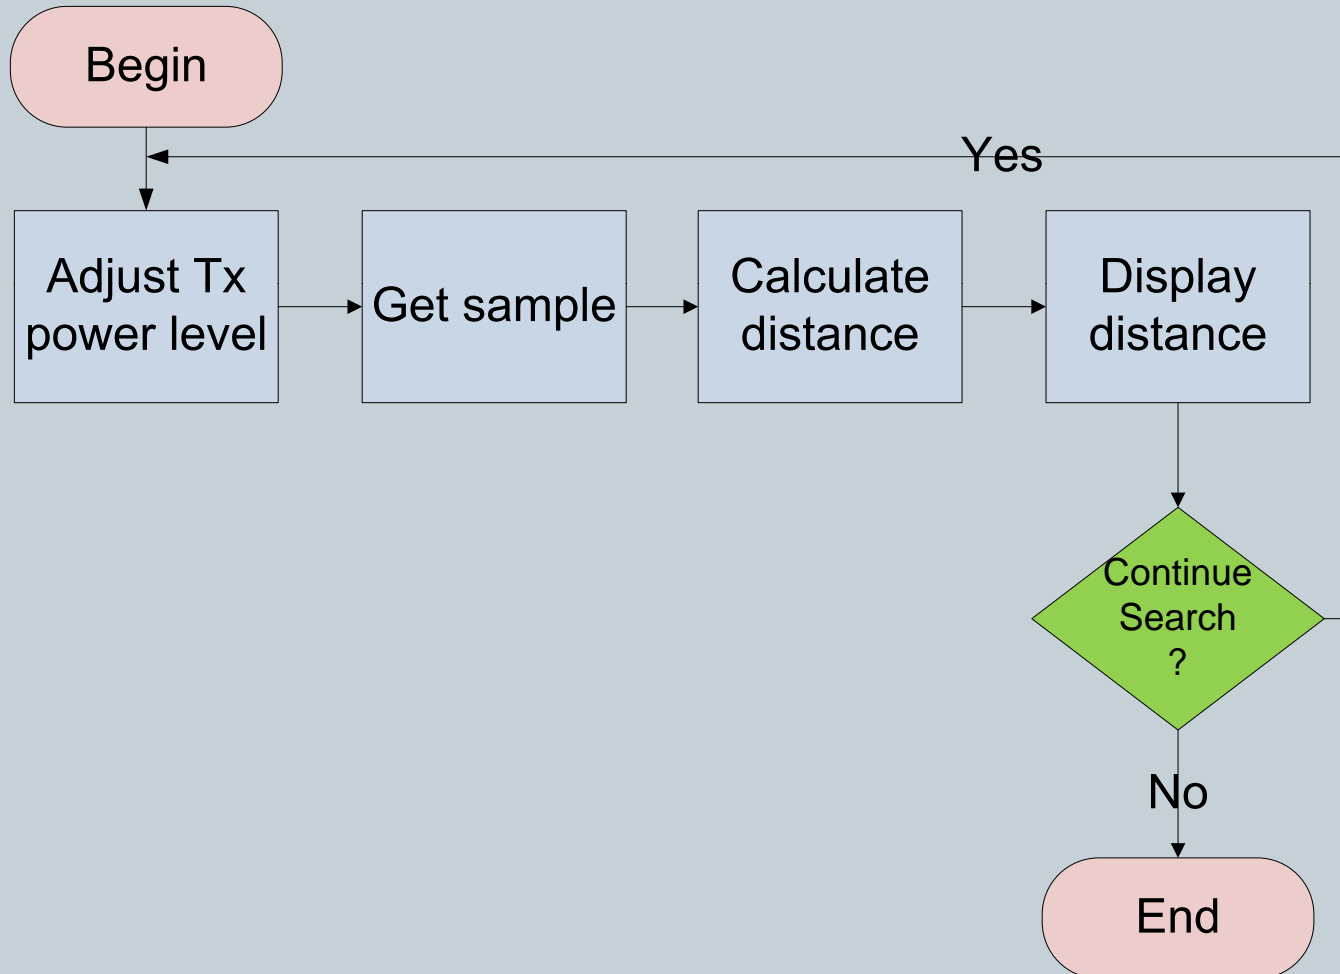 Begin
Yes
Adjust Tx
power level
Get sample
Calculate
distance
Display
distance
Continue
Search
?
No
End